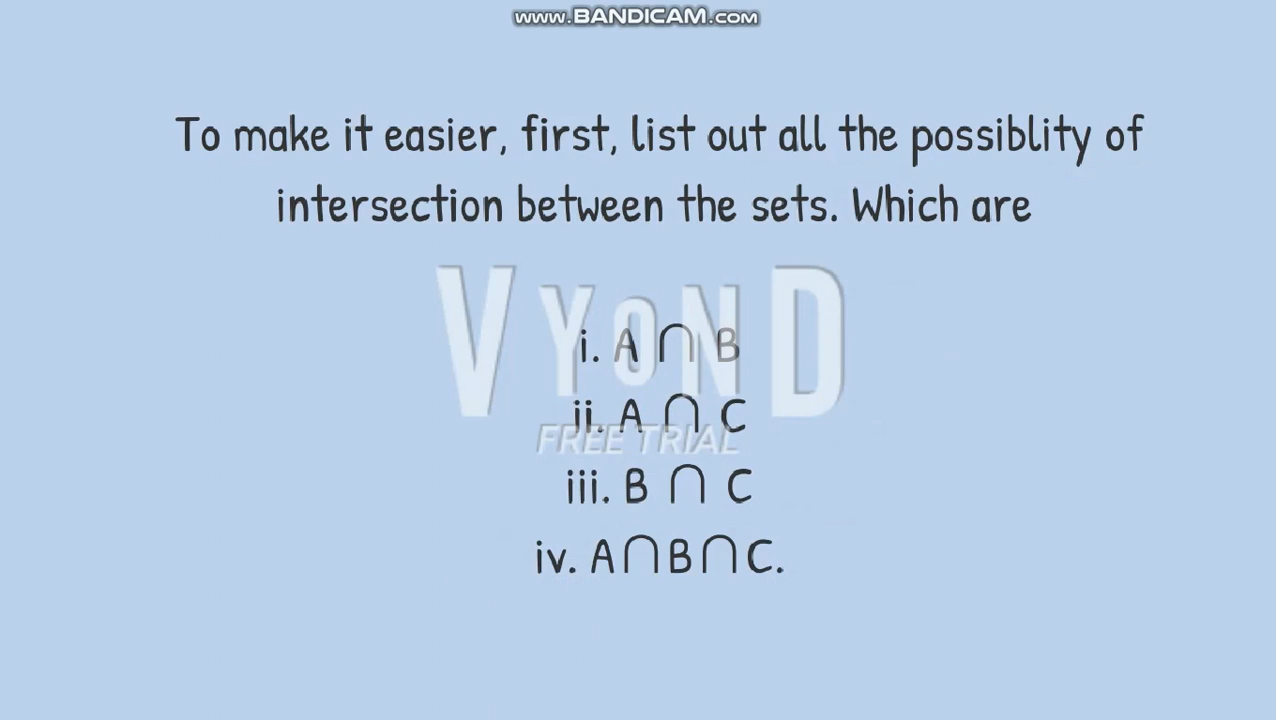 www.BANDICAM.com
To make it easier, first, list out all the possiblity of
intersection between the sets. Which are
VYOND
FREE TRIAL
i. A ∩ B
ii. A ∩ C
iii. B ∩ C
iv. A∩B∩C.